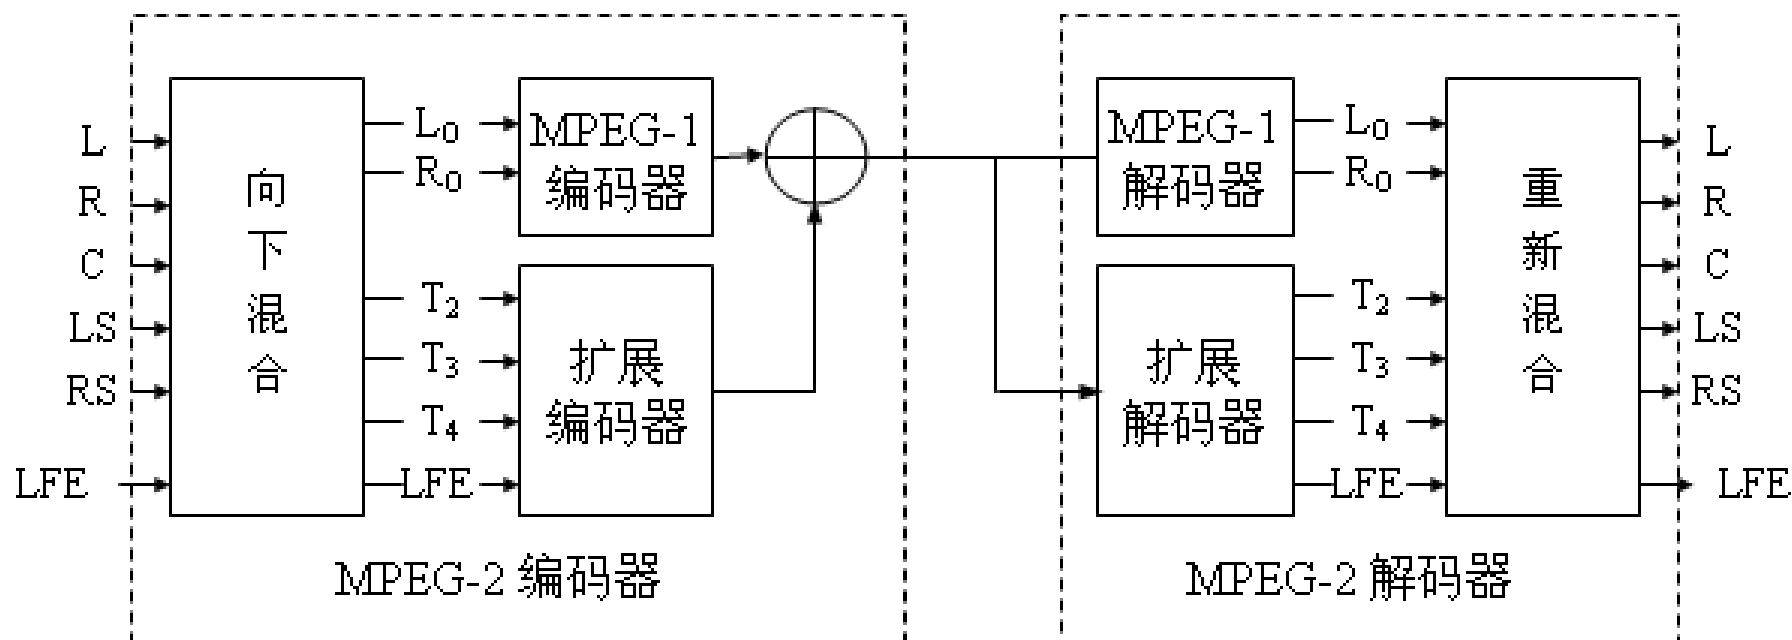 L
R
C
LS
RS
LFE
向
下
混
合
L0
R0
T2
T3
T4
LFE
MPEG-1
编码器
扩展
编码器
MPEG-2 编码器
MPEG-1
解码器
扩展
解码器
L0
R0
T2
T3
T4
LFE
重
新
混
合
L
R
C
LS
RS
LFE
MPEG-2 解码器